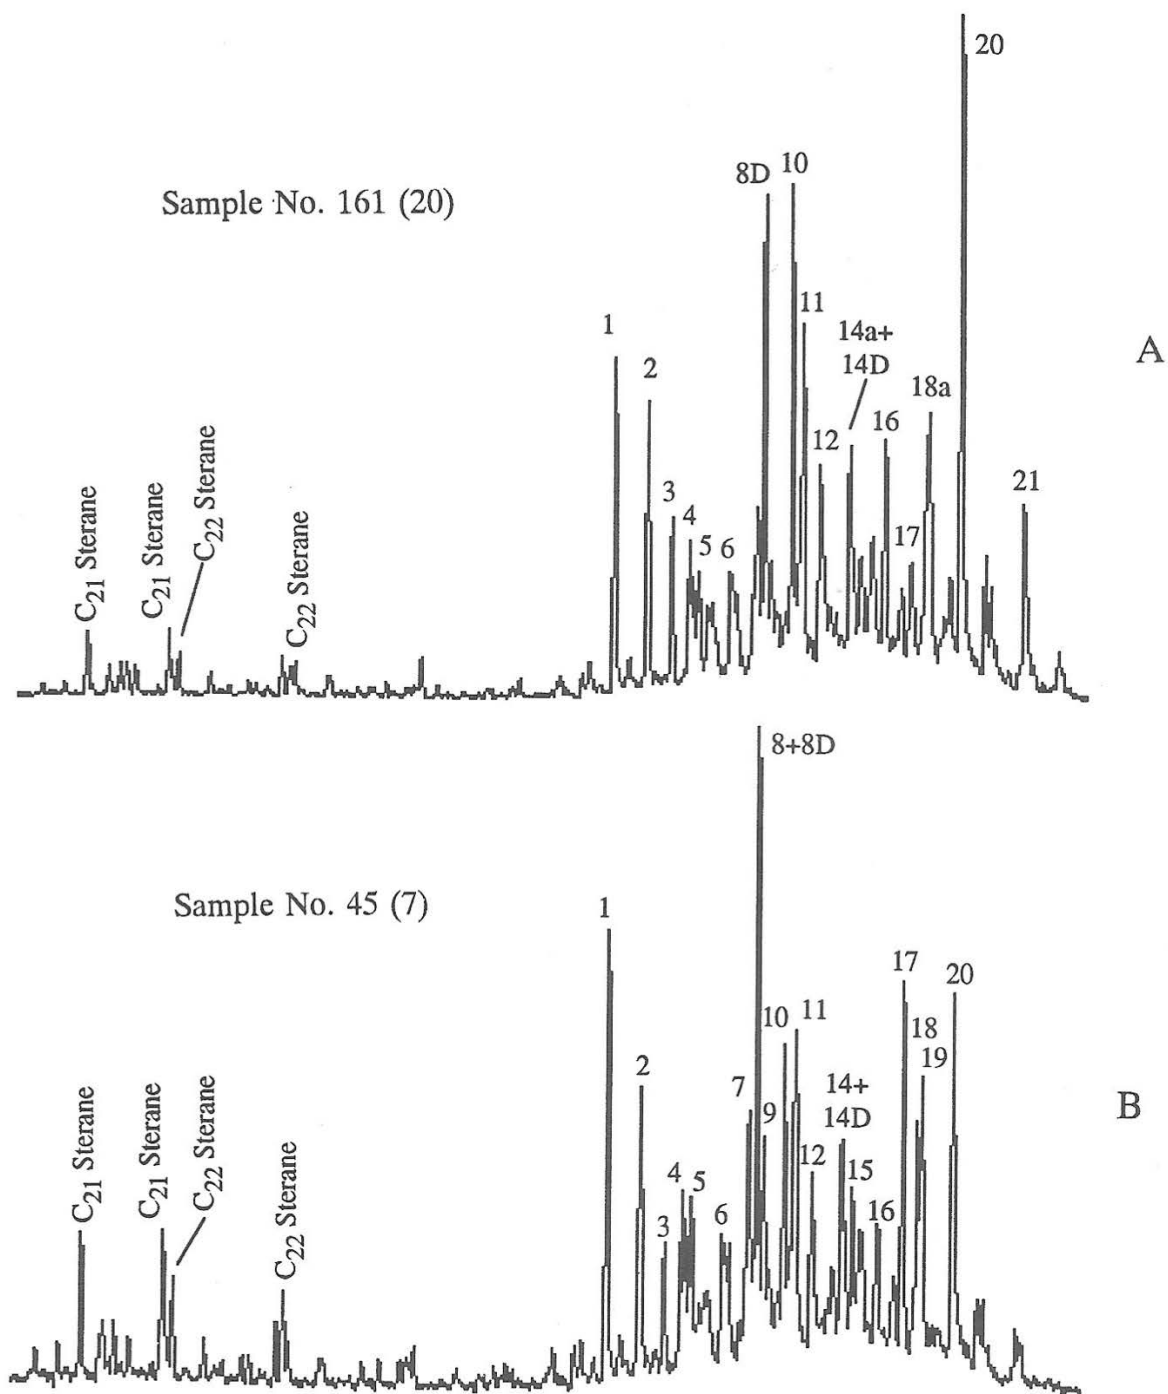 20
8D
10
Sample No. 161 (20)
11
1
14a+
14D
A
2
18a
12
16
3
21
4
5
6
17
C21 Sterane
C21 Sterane
C22 Sterane
C22 Sterane
8+8D
Sample No. 45 (7)
1
17
20
10
11
18
2
19
7
14+
14D
B
9
12
15
4
5
16
6
3
C21 Sterane
C21 Sterane
C22 Sterane
C22 Sterane